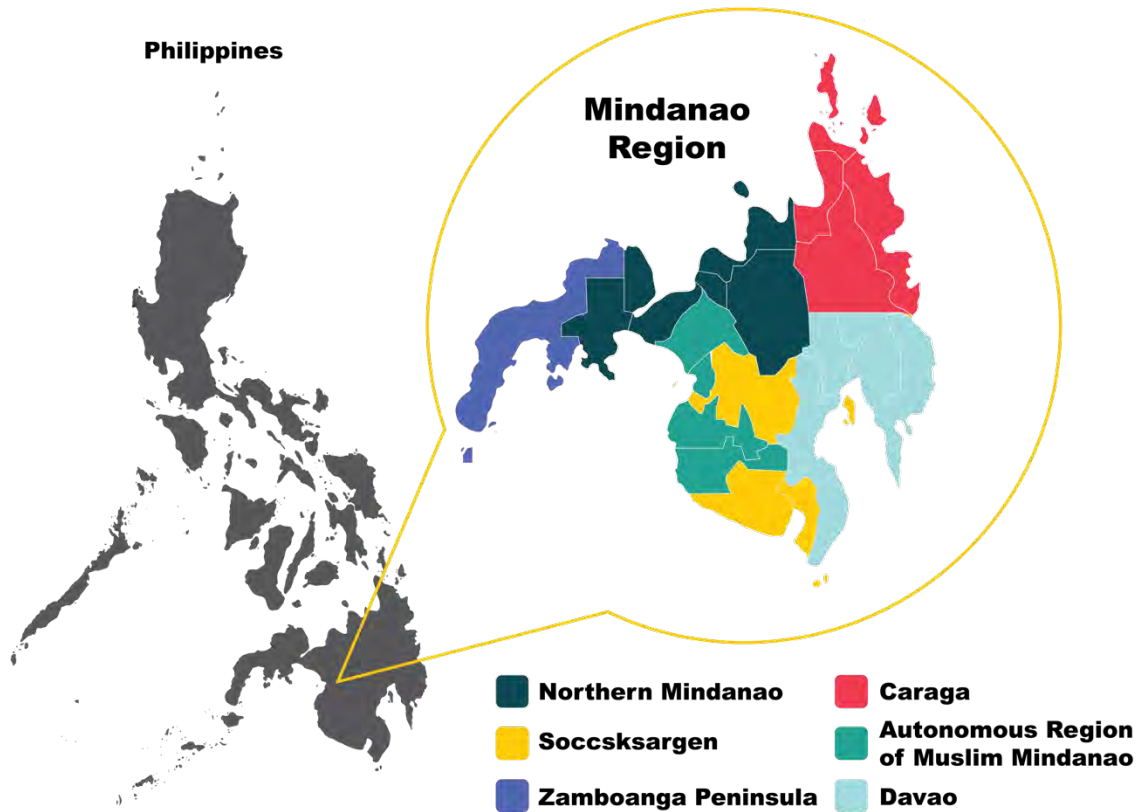 Philippines
Mindanao
Region
Northern Mindanao
Soccsksargen
Zamboanga Peninsula
Caraga
Autonomous Region
of Muslim Mindanao
Davao